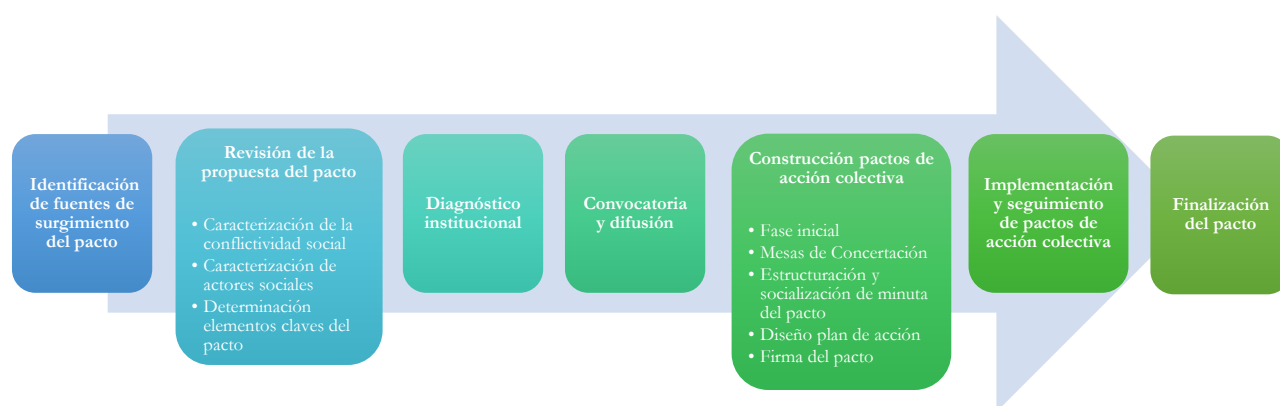 Identificación
de fuentes de
surgimiento
del pacto
Revisión de la
propuesta del pacto
• Caracterización de la
conflictividad social
• Caracterización de
actores sociales
• Determinación
elementos claves del
pacto
Diagnóstico
institucional
Convocatoria
y difusión
Construcción pactos de
acción colectiva
• Fase inicial
• Mesas de Concertación
• Estructuración y
socialización de minuta
del pacto
• Diseño plan de acción
• Firma del pacto
Implementación
y seguimiento
de pactos de
acción colectiva
Finalización
del pacto